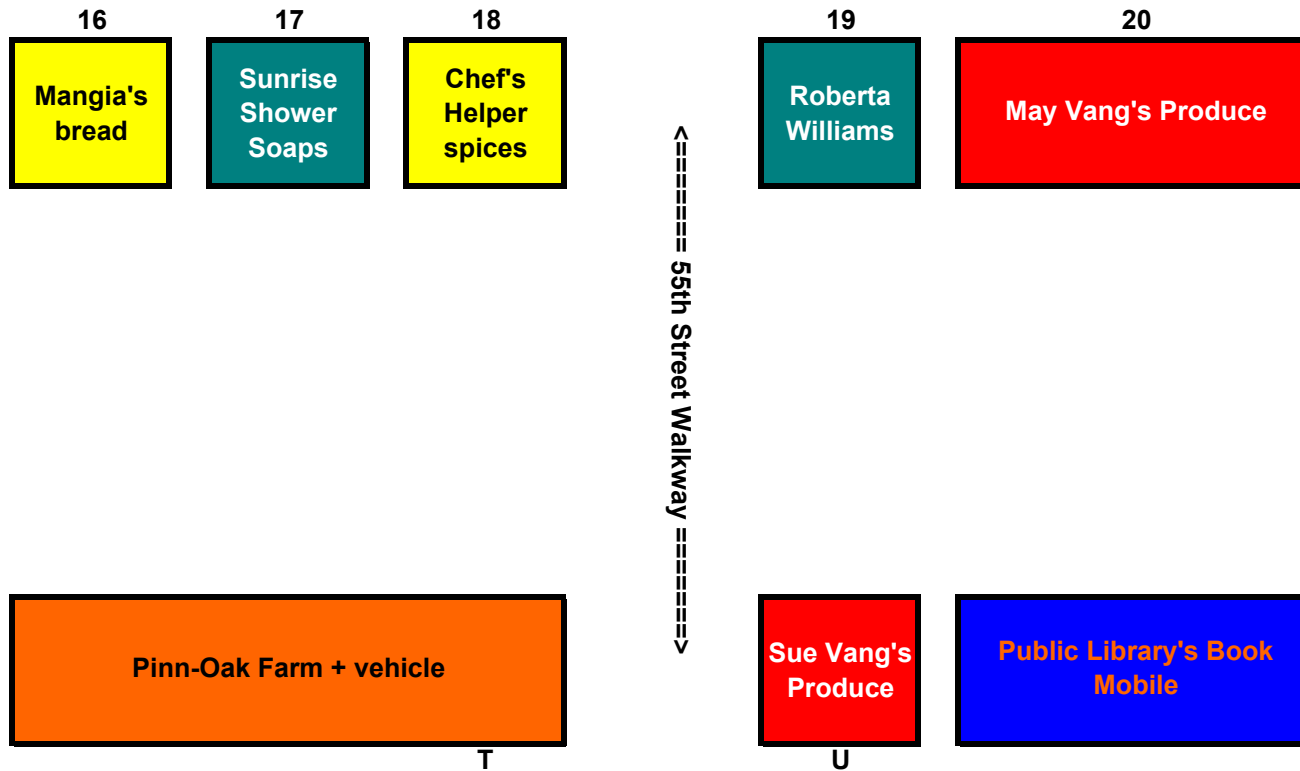 16
17
18
19
20
Mangia's
bread
Sunrise
Shower
Soaps
Chef's
Helper
spices
Roberta
Williams
May Vang's Produce
<======== 55th Street Walkway ========>
Pinn-Oak Farm + vehicle
Sue Vang's
Produce
Public Library's Book
Mobile
T
U